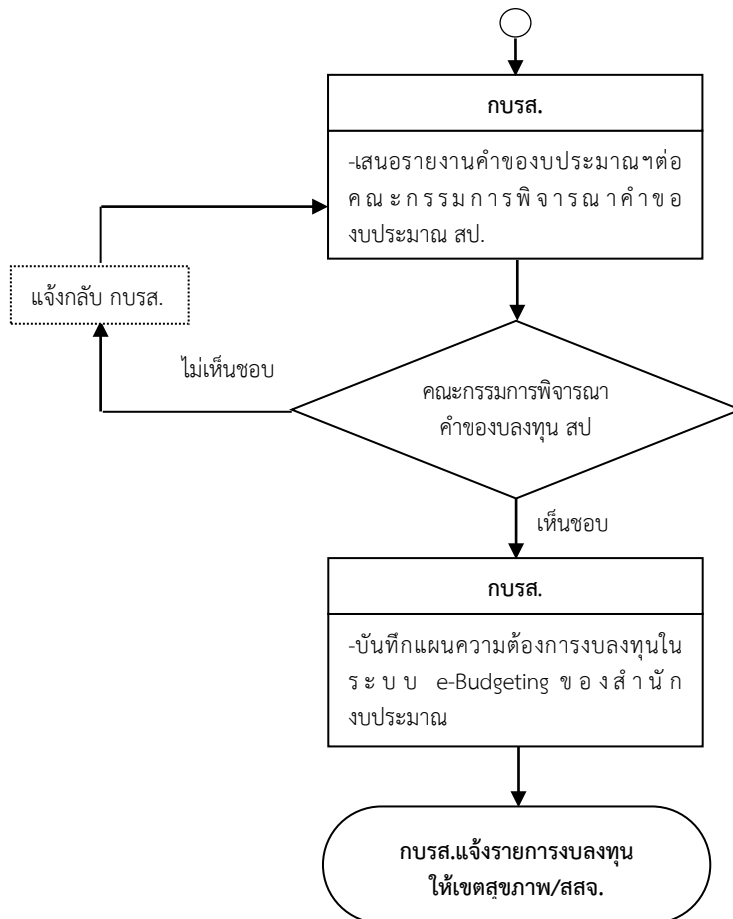 กบรส.
-เสนอรายงานคำของบประมาณฯต่อ
คณะกรรมการพิจารณาคำขอ
งบประมาณ สป.
แจ้งกลับ กบรส.
ไม่เห็นชอบ
คณะกรรมการพิจารณา
คำของบลงทุน สป
เห็นชอบ
กบรส.
-บันทึกแผนความต้องการงบลงทุนใน
ระบบ e-Budgeting ของสำนัก
งบประมาณ
กบรส.แจ้งรายการงบลงทุน
ให้เขตสุขภาพ/สสจ.